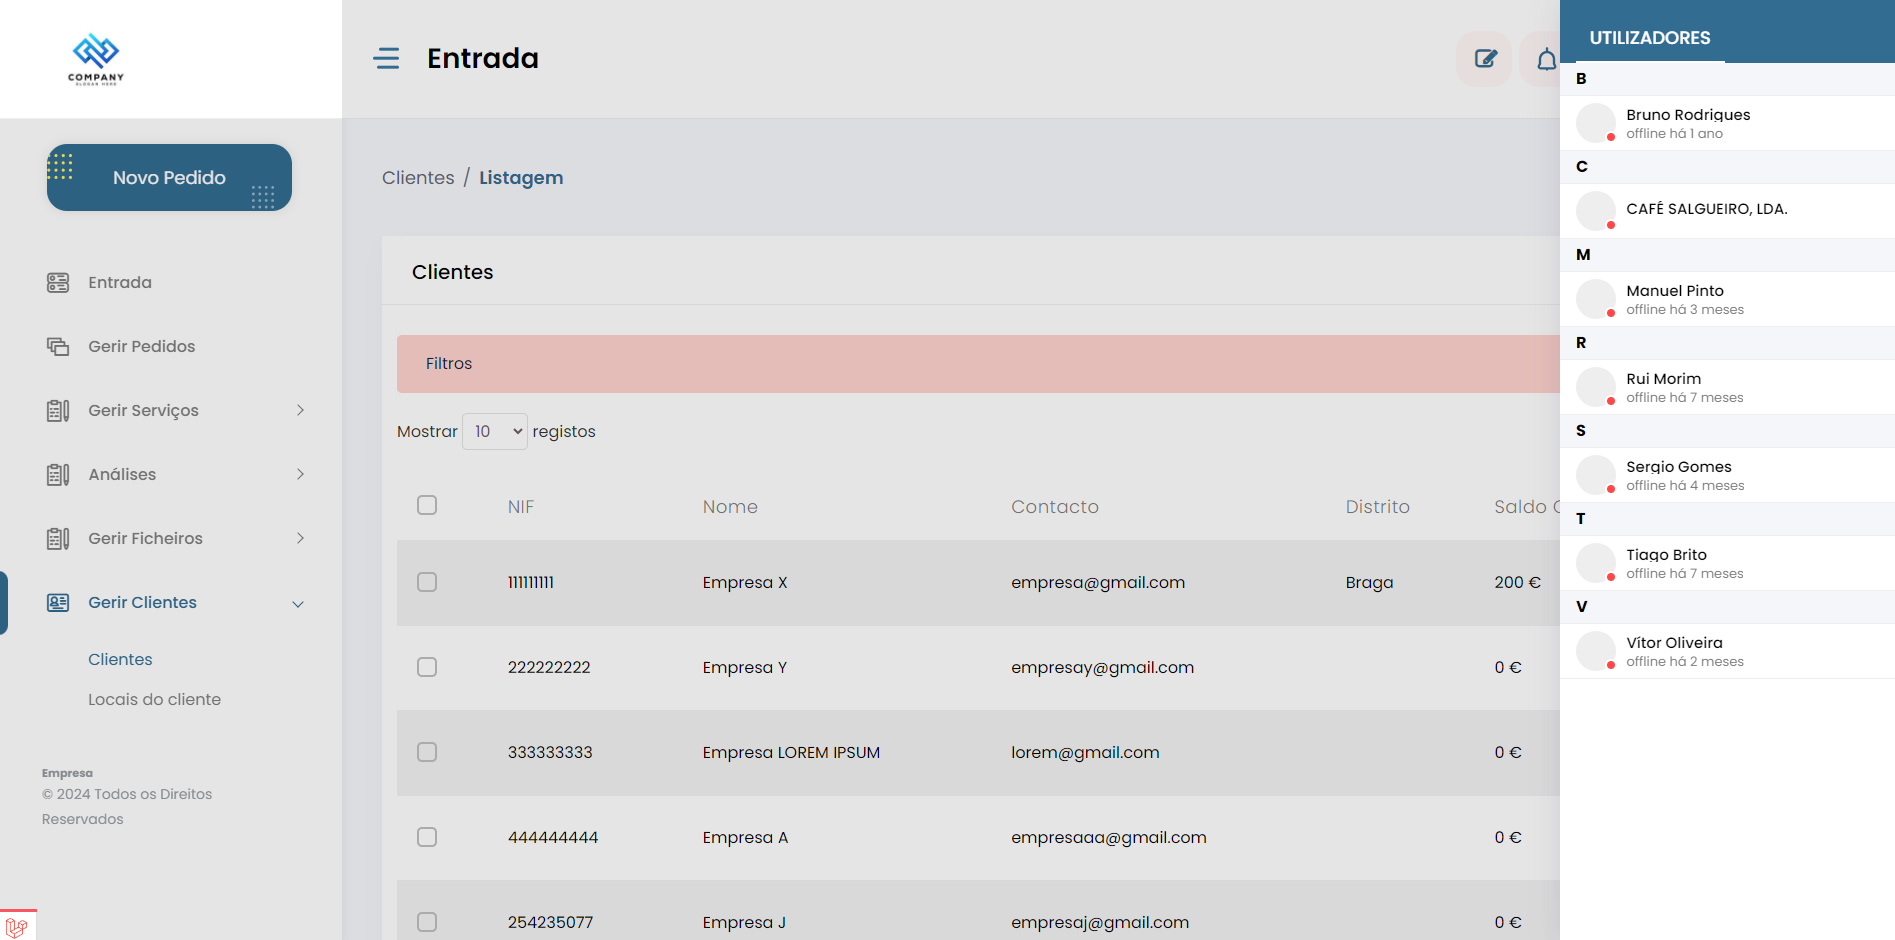 COMPANY
SLOGAN HERE
Novo Pedido
Entrada
Gerir Pedidos
Gerir Serviços
Análises
Gerir Ficheiros
Gerir Clientes
Clientes
Locais do cliente
Empresa
© 2024 Todos os Direitos
Reservados
Entrada
Clientes / Listagem
Clientes
Filtros
Mostrar 10 registos
NIF Nome Contacto Distrito Saldo
111111111 Empresa X empresa@gmail.com Braga 200 €
222222222 Empresa Y empresay@gmail.com 0 €
333333333 Empresa LOREM IPSUM lorem@gmail.com 0 €
444444444 Empresa A empresaaa@gmail.com 0 €
254235077 Empresa J empresaj@gmail.com 0 €
UTILIZADORES
B
Bruno Rodrigues
offline há 1 ano
C
CAFÉ SALGUEIRO, LDA.
M
Manuel Pinto
offline há 3 meses
R
Rui Morim
offline há 7 meses
S
Sergio Gomes
offline há 4 meses
T
Tiago Brito
offline há 7 meses
V
Vítor Oliveira
offline há 2 meses